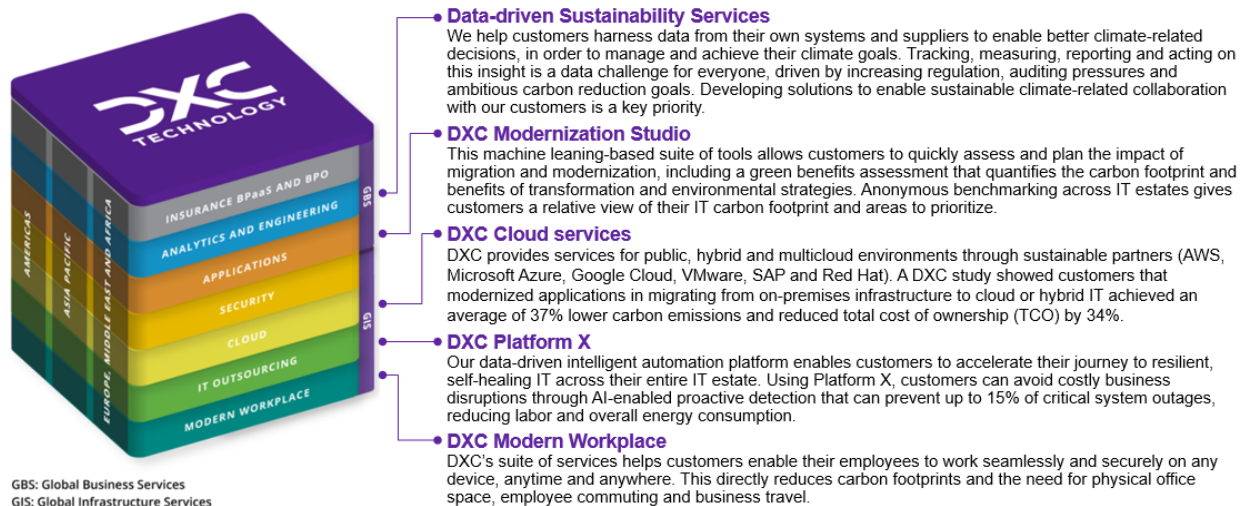 DXC
TECHNOLOGY
INSURANCE BPaaS AND BPO
ANALYTICS AND ENGINEERING
APPLICATIONS
SECURITY
CLOUD
IT OUTSOURCING
MODERN WORKPLACE
GBS
GIS
AMERICAS
ASIA PACIFIC
EUROPE, MIDDLE EAST AND AFRICA
GBS: Global Business Services
GIS: Global Infrastructure Services
Data-driven Sustainability Services
We help customers harness data from their own systems and suppliers to enable better climate-related
decisions, in order to manage and achieve their climate goals. Tracking, measuring, reporting and acting on
this insight is a data challenge for everyone, driven by increasing regulation, auditing pressures and
ambitious carbon reduction goals. Developing solutions to enable sustainable climate-related collaboration
with our customers is a key priority.
DXC Modernization Studio
This machine leaning-based suite of tools allows customers to quickly assess and plan the impact of
migration and modernization, including a green benefits assessment that quantifies the carbon footprint and
benefits of transformation and environmental strategies. Anonymous benchmarking across IT estates gives
customers a relative view of their IT carbon footprint and areas to prioritize.
DXC Cloud services
DXC provides services for public, hybrid and multicloud environments through sustainable partners (AWS,
Microsoft Azure, Google Cloud, VMware, SAP and Red Hat). A DXC study showed customers that
modernized applications in migrating from on-premises infrastructure to cloud or hybrid IT achieved an
average of 37% lower carbon emissions and reduced total cost of ownership (TCO) by 34%.
DXC Platform X
Our data-driven intelligent automation platform enables customers to accelerate their journey to resilient,
self-healing IT across their entire IT estate. Using Platform X, customers can avoid costly business
disruptions through AI-enabled proactive detection that can prevent up to 15% of critical system outages,
reducing labor and overall energy consumption.
DXC Modern Workplace
DXC's suite of services helps customers enable their employees to work seamlessly and securely on any
device, anytime and anywhere. This directly reduces carbon footprints and the need for physical office
space, employee commuting and business travel.